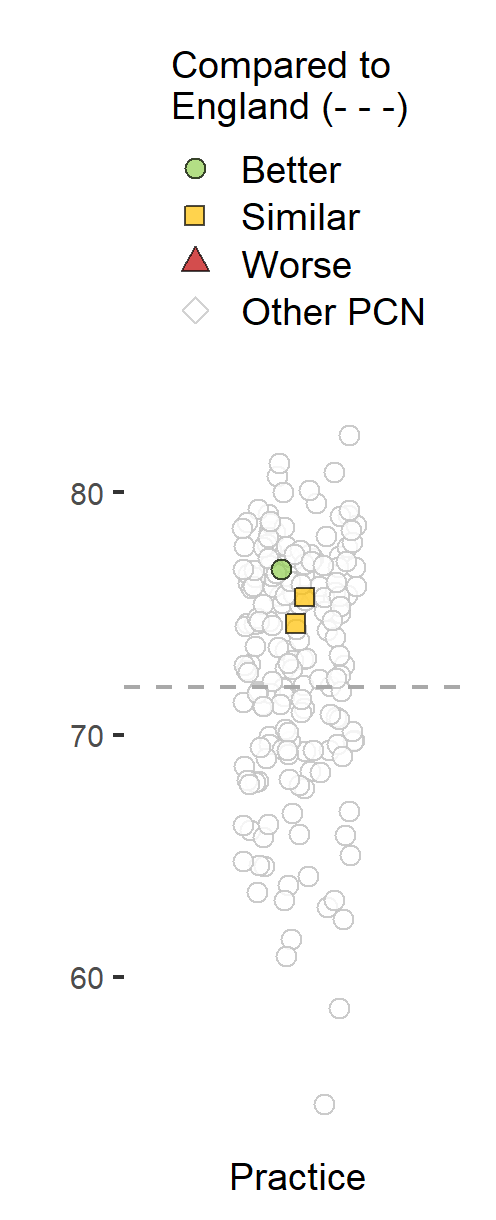 Compared to
England (- - -)
Better
Similar
Worse
Other PCN
80
70
60
Practice